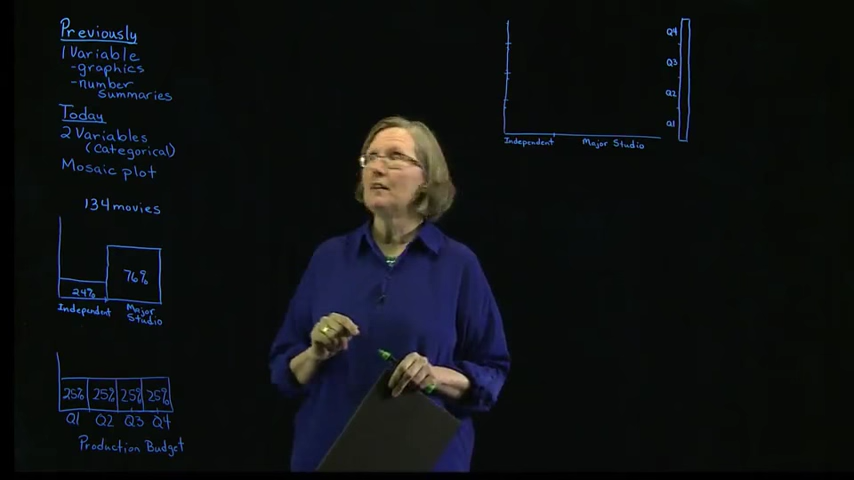 Previously
1 Variable
-graphics
-number
summaries
Today
2 Variables
(Categorical)
Mosaic plot
134 movies
76%
24%
Independent
Major
Studio
25% 25% 25% 25%
Q1 Q2 Q3 Q4
Production Budget
Q4
Q3
Q2
Q1
Independent Major Studio